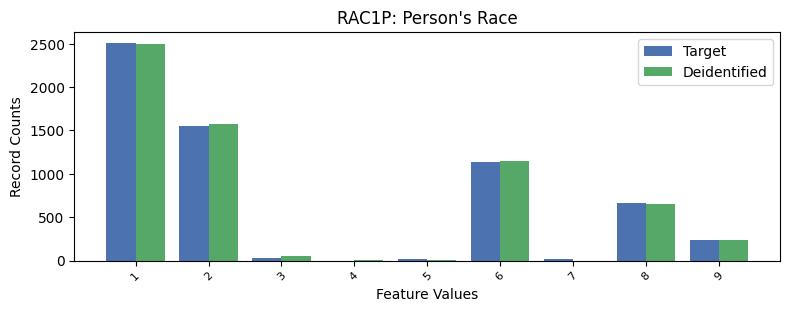 RAC1P: Person's Race
Target
Deidentified
Record Counts
2500
2000
1500
1000
500
0
1 2 3 4 5 6 7 8 9
Feature Values